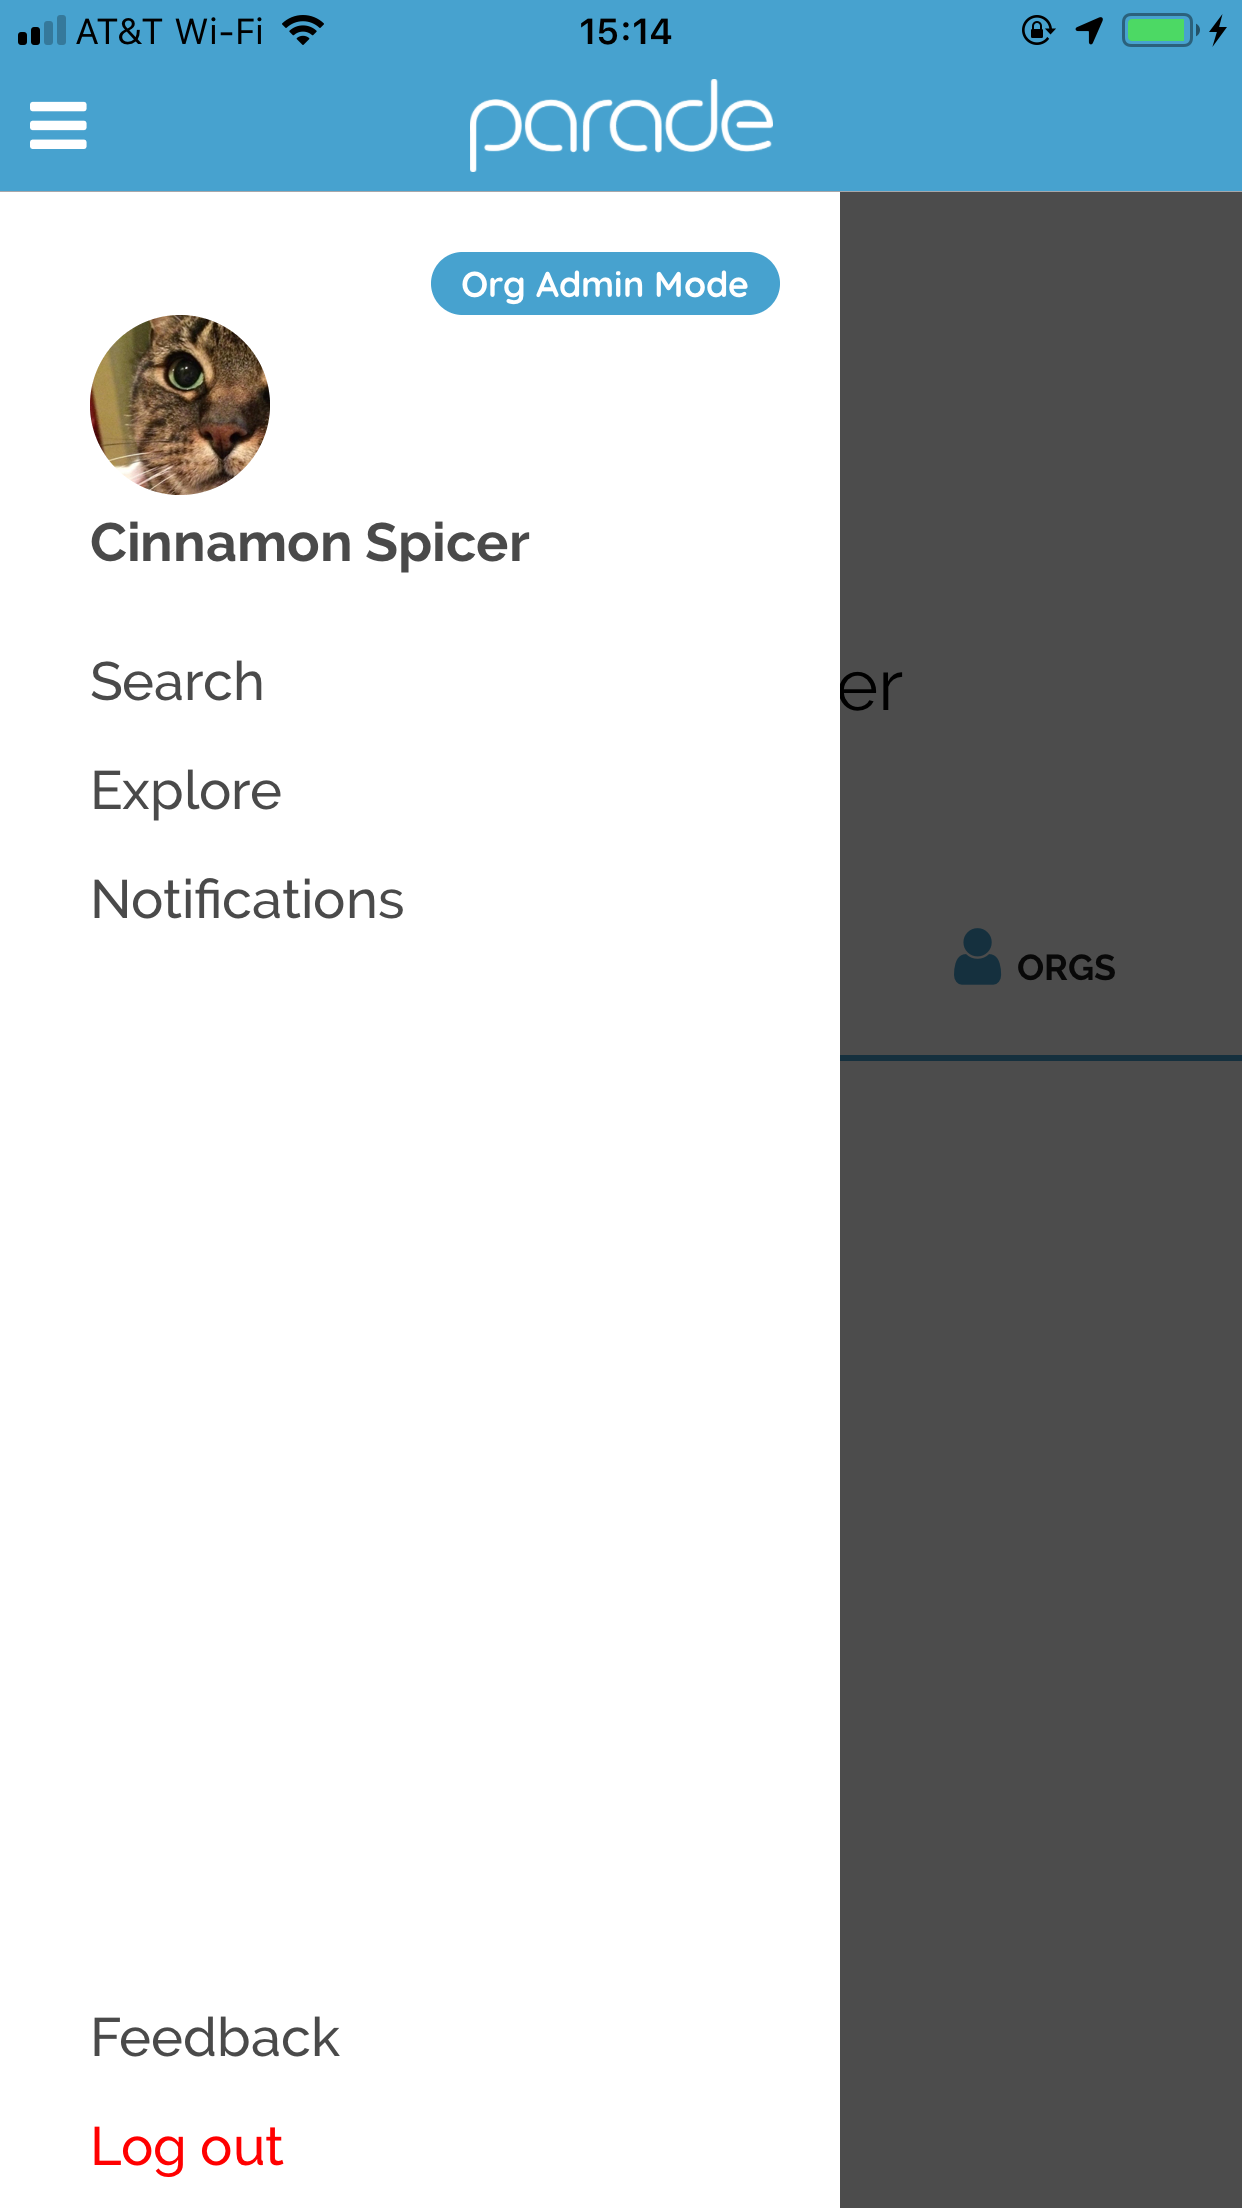 AT&T Wi-Fi 15:14
parade
Org Admin Mode
Cinnamon Spicer
Search
er
Explore
Notifications
ORGS
Feedback
Log out